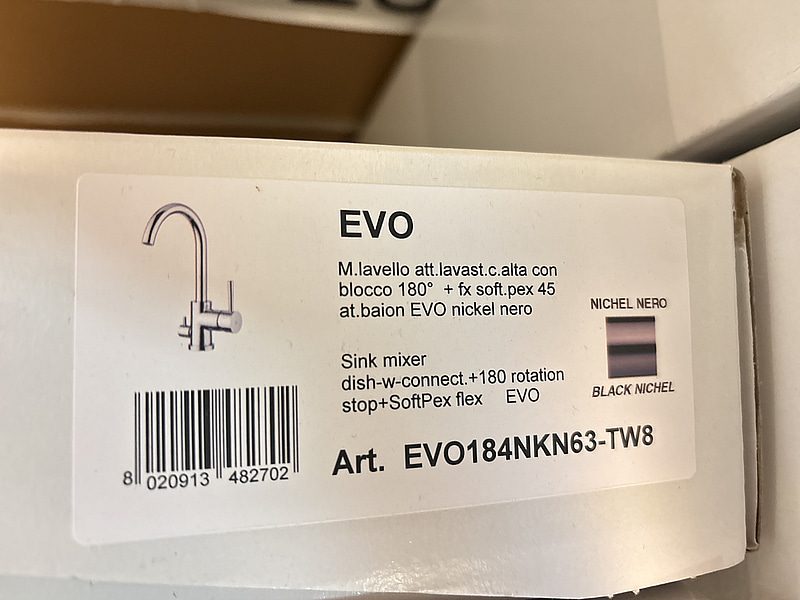 EVO
M.lavello att.lavast.c.alta con
blocco 180° + fx soft.pex 45
at.baion EVO nickel nero
Sink mixer
dish-w-connect.+180 rotation
stop+SoftPex flex EVO
NICHEL NERO
BLACK NICHEL
Art. EVO184NKN63-TW8
8 020913 482702